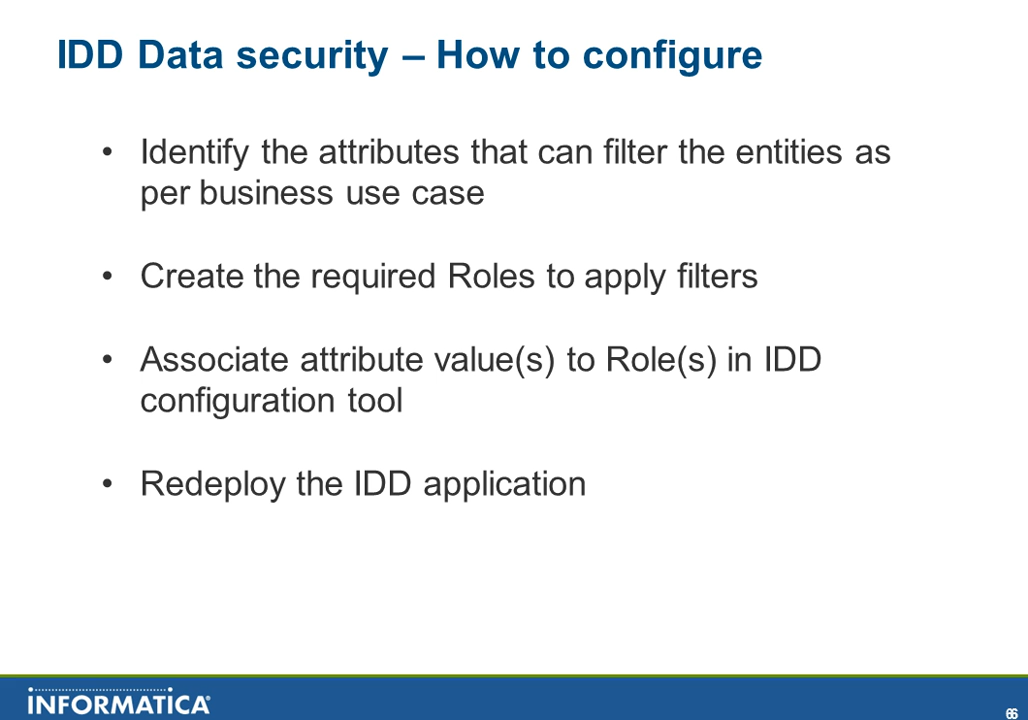 IDD Data security – How to configure
• Identify the attributes that can filter the entities as
per business use case
• Create the required Roles to apply filters
• Associate attribute value(s) to Role(s) in IDD
configuration tool
• Redeploy the IDD application
INFORMATICA®